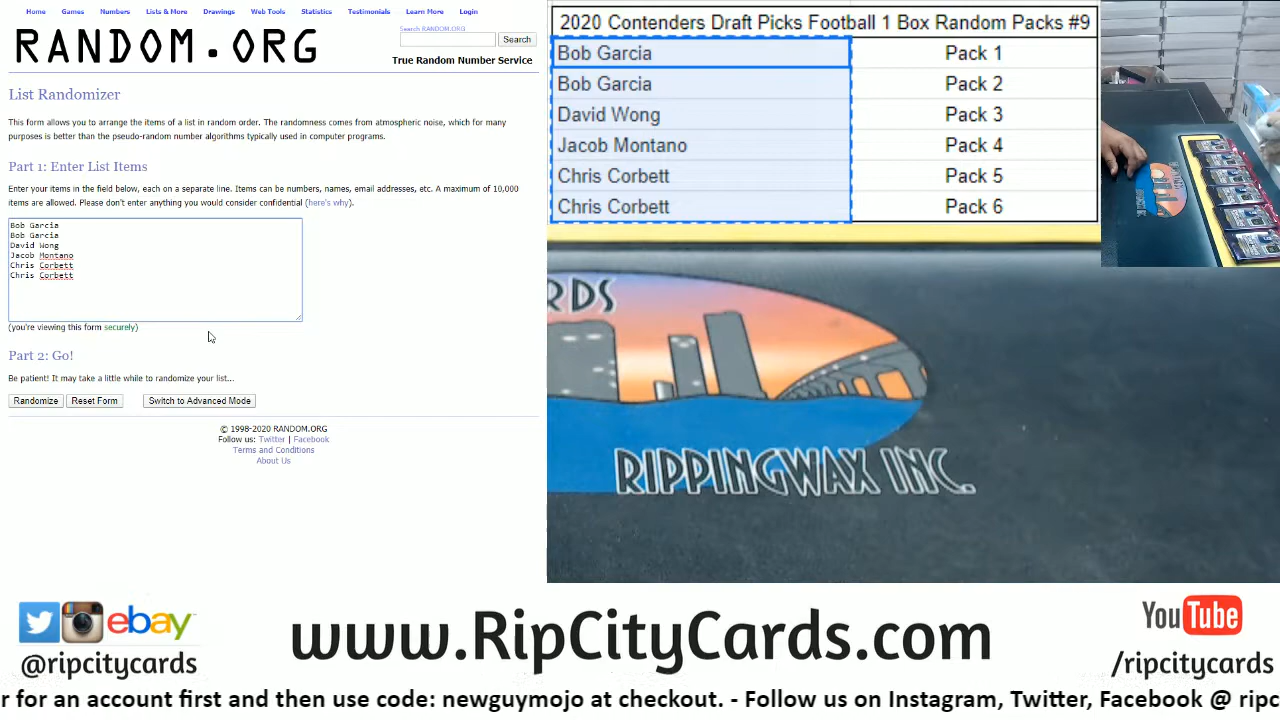 Home Games Numbers Lists & More Drawings Web Tools Statistics Testimonials Learn More Login
RANDOM.ORG
Search RANDOM.ORG
Search
True Random Number Service
List Randomizer
This form allows you to arrange the items of a list in random order. The randomness comes from atmospheric noise, which for many
purposes is better than the pseudo-random number algorithms typically used in computer programs.
Part 1: Enter List Items
Enter your items in the field below, each on a separate line. Items can be numbers, names, email addresses, etc. A maximum of 10,000
items are allowed. Please don't enter anything you would consider confidential (here's why).
Bob Garcia
Bob Garcia
David Wong
Jacob Montano
Chris Corbett
Chris Corbett
(you're viewing this form securely)
Part 2: Go!
Be patient! It may take a little while to randomize your list...
Randomize Reset Form Switch to Advanced Mode
© 1998-2020 RANDOM.ORG
Follow us: Twitter | Facebook
Terms and Conditions
About Us
2020 Contenders Draft Picks Football 1 Box Random Packs #9
Bob Garcia Pack 1
Bob Garcia Pack 2
David Wong Pack 3
Jacob Montano Pack 4
Chris Corbett Pack 5
Chris Corbett Pack 6
RDS
RIPPINGWAX INC.
ebay
@ripcitycards
www.RipCityCards.com
YouTube
/ripcitycards
r for an account first and then use code: newguymojo at checkout. - Follow us on Instagram, Twitter, Facebook @ ripc